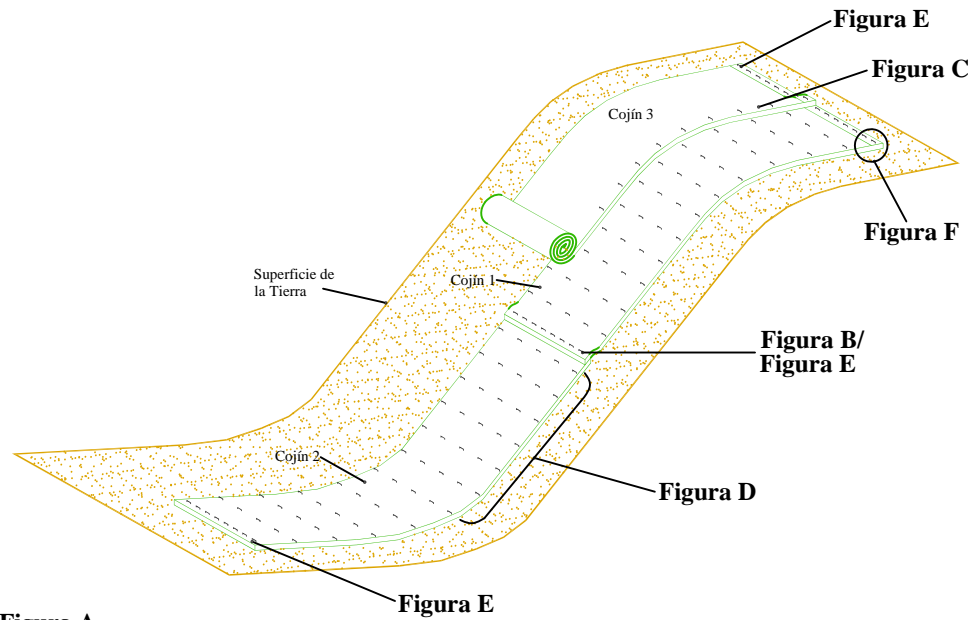 Figura E
Figura C
Cojín 3
Figura F
Superficie de
la Tierra
Cojín 1
Figura B/
Figura E
Cojín 2
Figura D
Figura E
Figura A